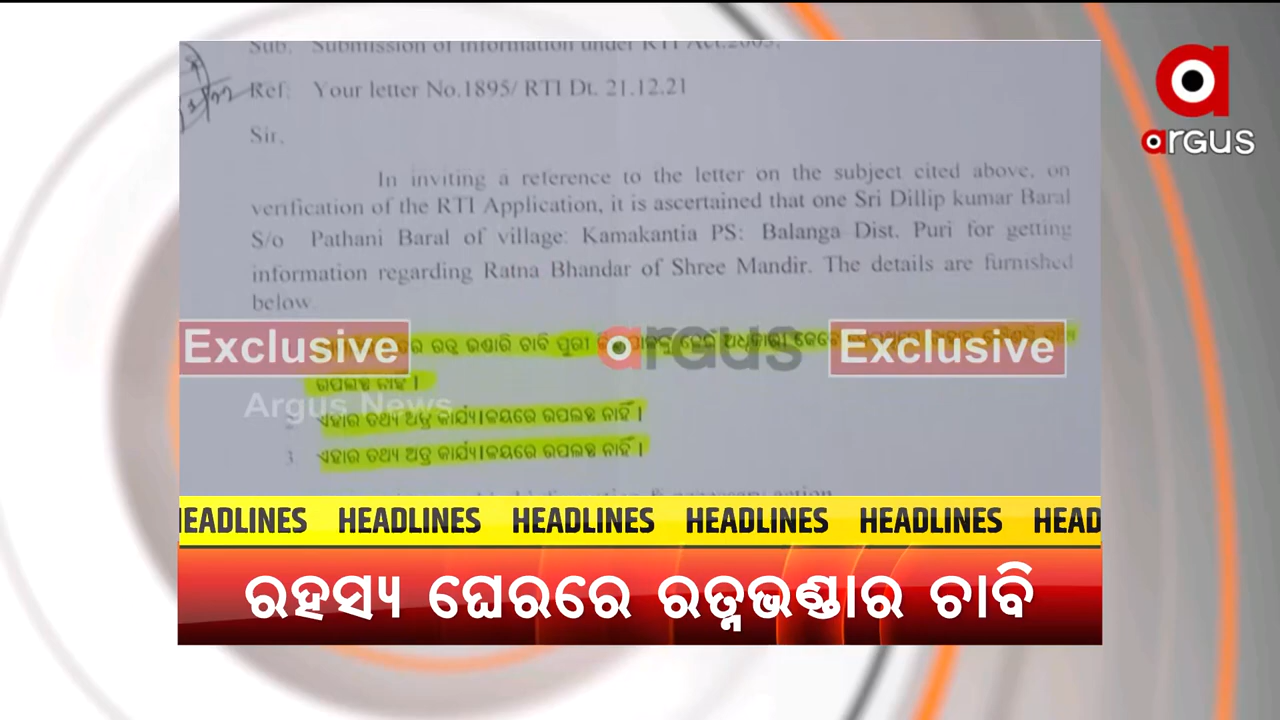 Sub. Submission of information under RTI Act.2005.
Ref: Your letter No.1895/ RTI Dt. 21.12.21
Sir,
In inviting a reference to the letter on the subject cited above, on
verification of the RTI Application, it is ascertained that one Sri Dillip kumar Baral
S/o Pathani Baral of village: Kamakantia PS: Balanga Dist. Puri for getting
information regarding Ratna Bhandar of Shree Mandir. The details are furnished
below.
ରତ୍ନ ଭଣ୍ଡାରି ଚାବି ପୁରୀ
ଅଧିକାରୀ
ଉପଲବ୍ଧ ନାହିଁ ।
Exclusive
argus
Exclusive
Argus News
2. ଏହାର ତଥ୍ୟ ଅତ୍ର କାର୍ଯ୍ୟାଳୟରେ ଉପଲବ୍ଧ ନାହିଁ ।
3. ଏହାର ତଥ୍ୟ ଅତ୍ର କାର୍ଯ୍ୟାଳୟରେ ଉପଲବ୍ଧ ନାହିଁ ।
HEADLINES HEADLINES HEADLINES HEADLINES HEADLINES HEAD
ରହସ୍ୟ ଘେରରେ ରତ୍ନଭଣ୍ଡାର ଚାବି
argus